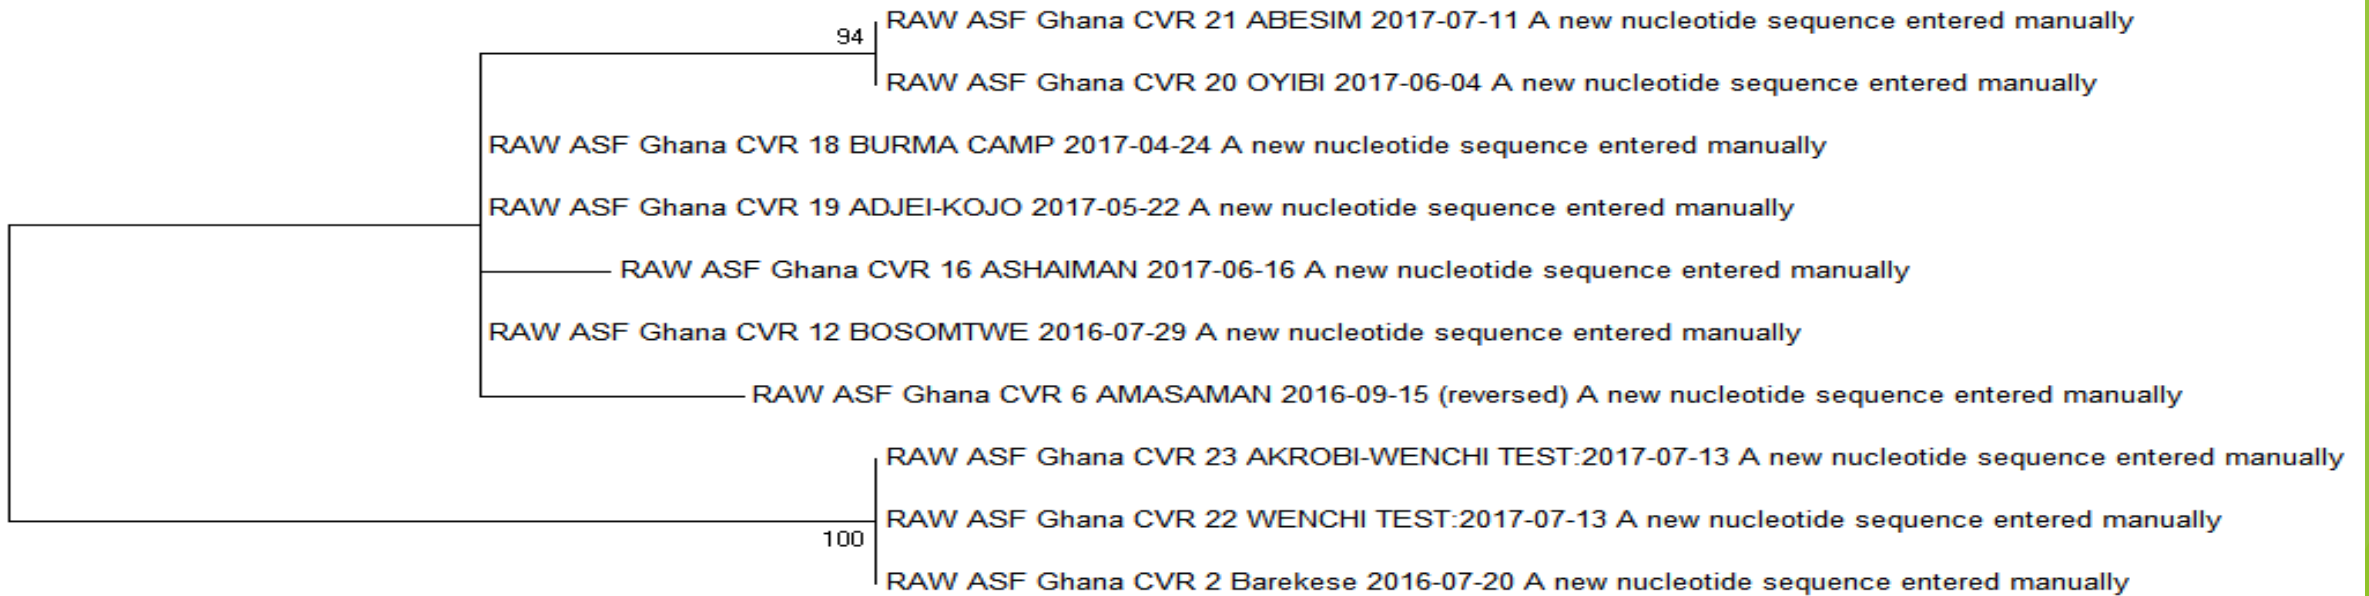 RAW ASF Ghana CVR 21 ABESIM 2017-07-11 A new nucleotide sequence entered manually
94
RAW ASF Ghana CVR 20 OYIBI 2017-06-04 A new nucleotide sequence entered manually
RAW ASF Ghana CVR 18 BURMA CAMP 2017-04-24 A new nucleotide sequence entered manually
RAW ASF Ghana CVR 19 ADJEI-KOJO 2017-05-22 A new nucleotide sequence entered manually
RAW ASF Ghana CVR 16 ASHAIMAN 2017-06-16 A new nucleotide sequence entered manually
RAW ASF Ghana CVR 12 BOSOMTWE 2016-07-29 A new nucleotide sequence entered manually
RAW ASF Ghana CVR 6 AMASAMAN 2016-09-15 (reversed) A new nucleotide sequence entered manually
RAW ASF Ghana CVR 23 AKROBI-WENCHI TEST:2017-07-13 A new nucleotide sequence entered manually
RAW ASF Ghana CVR 22 WENCHI TEST:2017-07-13 A new nucleotide sequence entered manually
100
RAW ASF Ghana CVR 2 Barekese 2016-07-20 A new nucleotide sequence entered manually